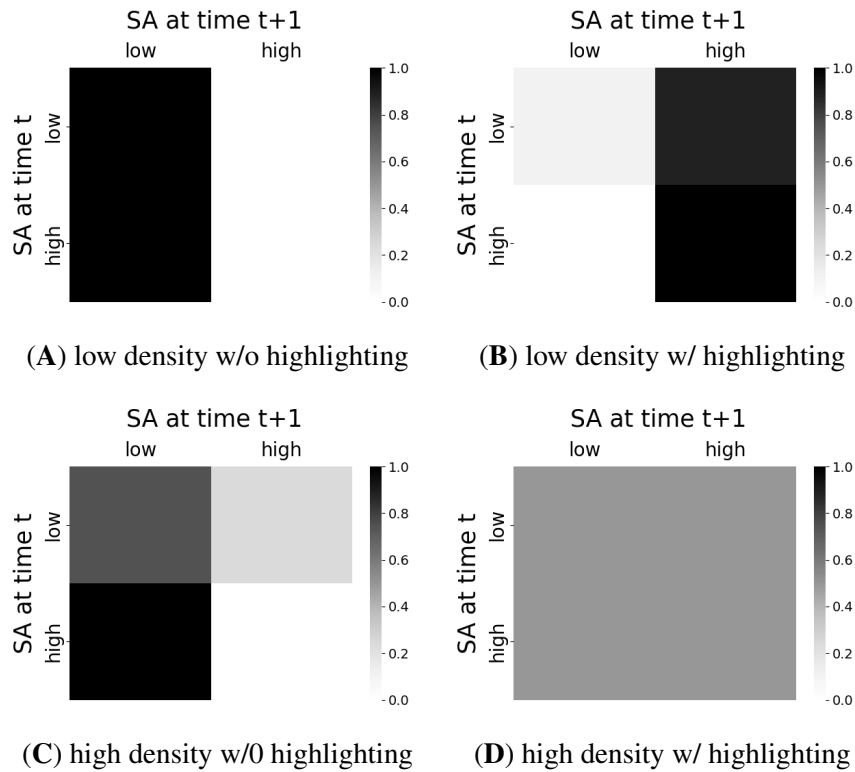 SA at time t+1
low high
SA at time t
low
high
1.0
0.8
0.6
0.4
0.2
0.0
(A) low density w/o highlighting
SA at time t+1
low high
SA at time t
low
high
1.0
0.8
0.6
0.4
0.2
0.0
(B) low density w/ highlighting
SA at time t+1
low high
SA at time t
low
high
1.0
0.8
0.6
0.4
0.2
0.0
(C) high density w/0 highlighting
SA at time t+1
low high
SA at time t
low
high
1.0
0.8
0.6
0.4
0.2
0.0
(D) high density w/ highlighting